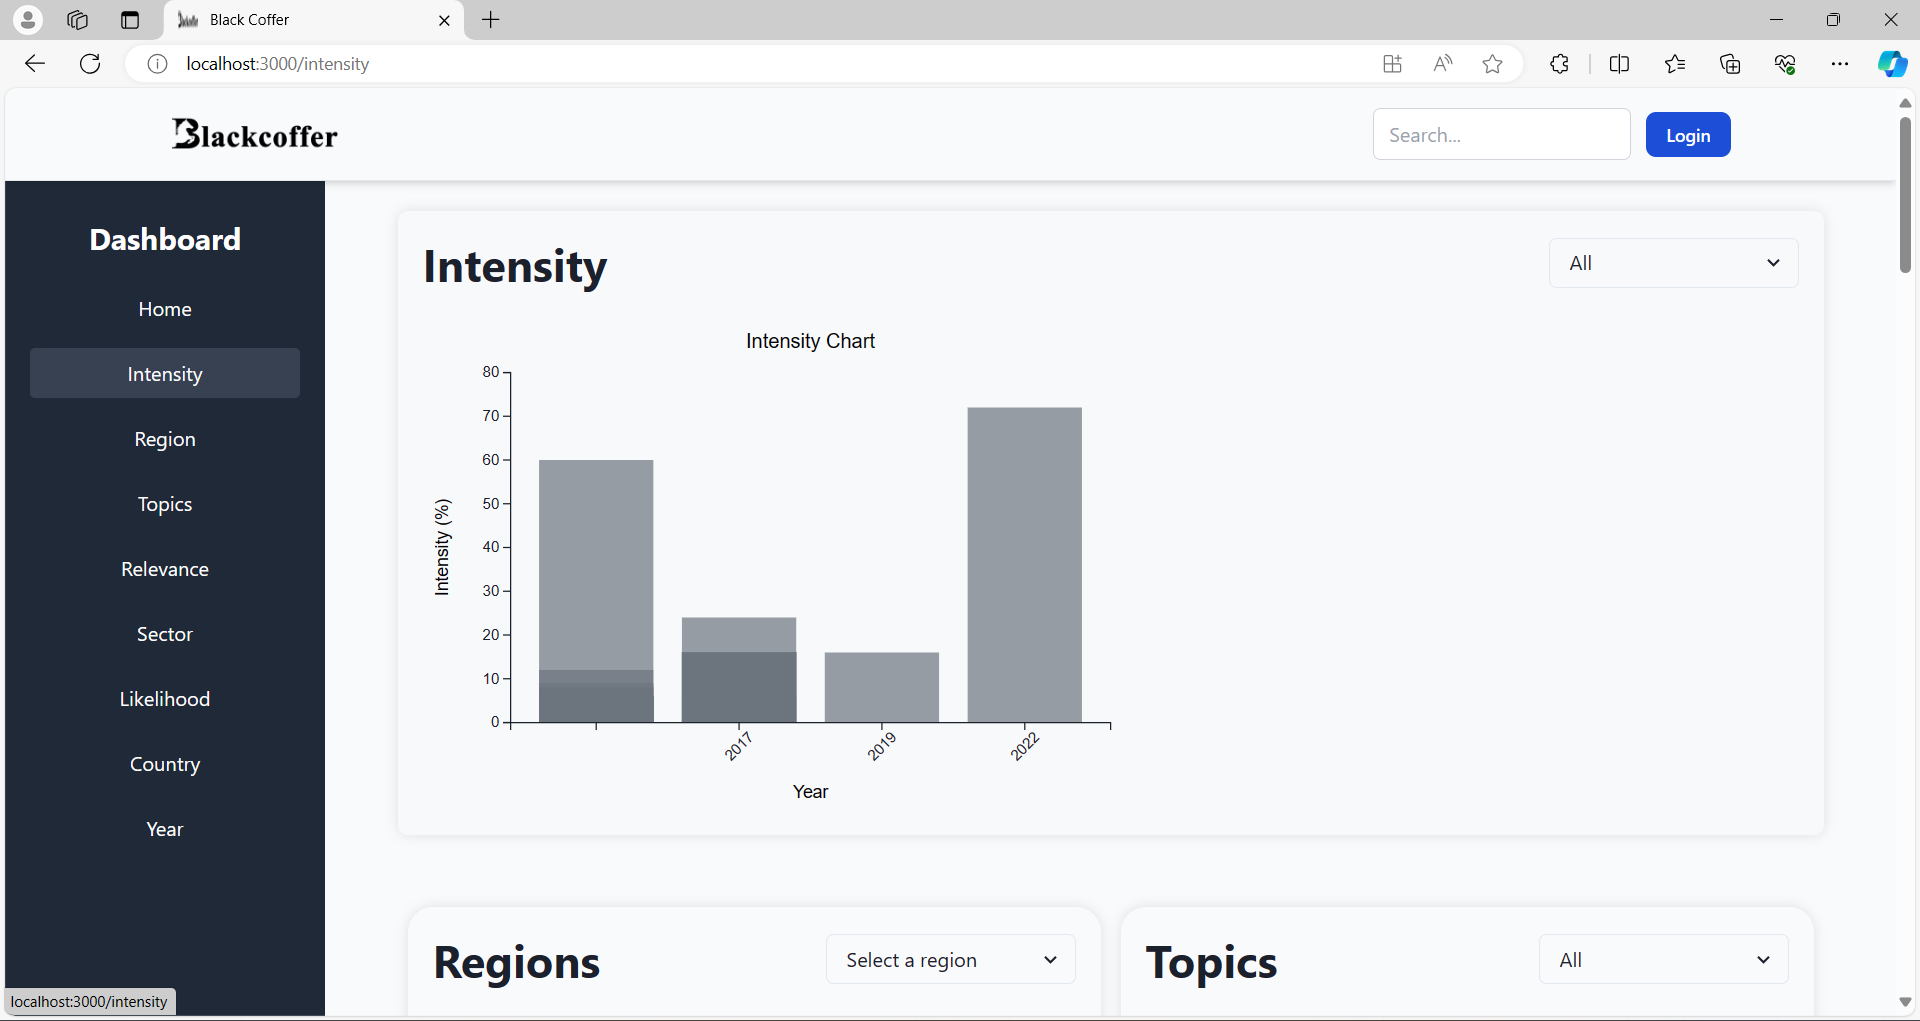 Black Coffer
localhost:3000/intensity
Blackcoffer
Search...
Login
Dashboard
Home
Intensity
Region
Topics
Relevance
Sector
Likelihood
Country
Year
Intensity
All
Intensity Chart
80
70
60
50
40
30
20
10
0
Intensity (%)
2017
2019
2022
Year
Regions
Select a region
Topics
All
localhost:3000/intensity